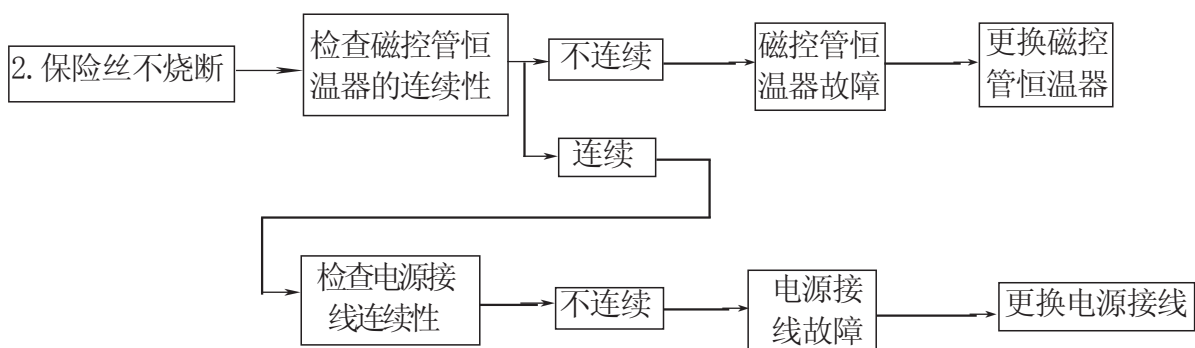 2.保险丝不烧断
检查磁控管恒
温器的连续性
不连续
磁控管恒
温器故障
更换磁控
管恒温器
连续
检查电源接
线连续性
不连续
电源接
线故障
更换电源接线